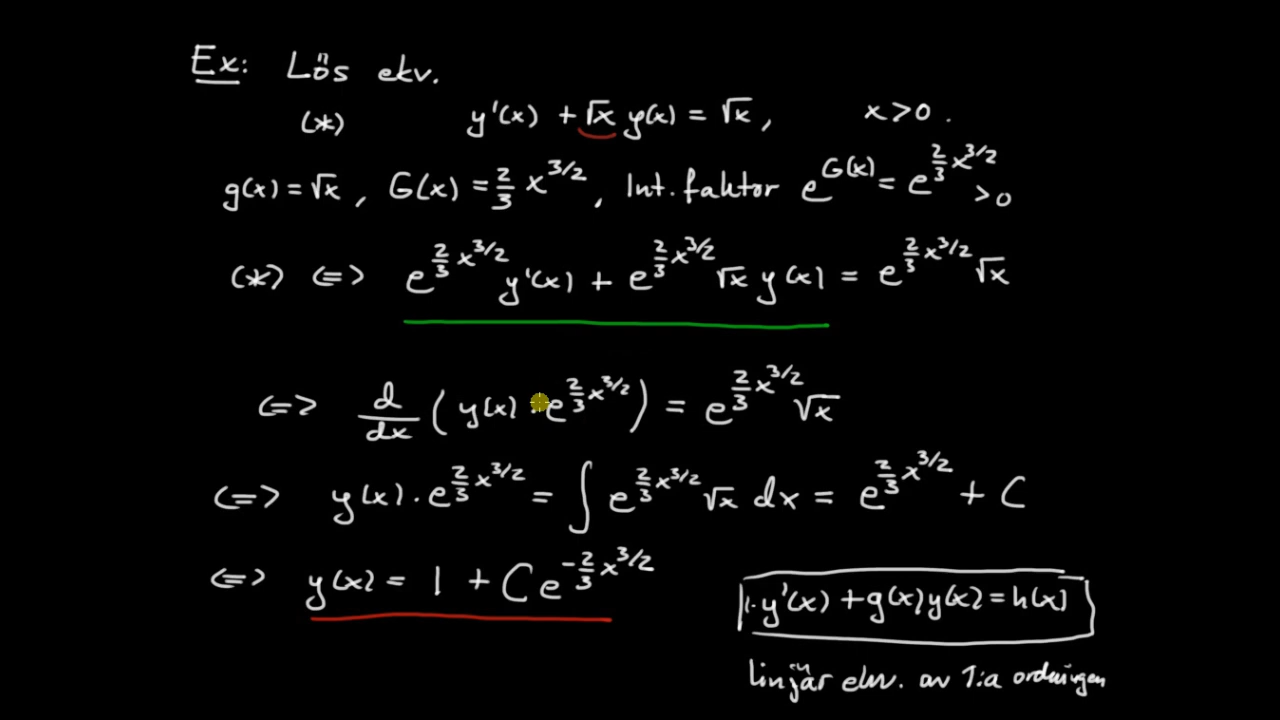 Ex: Lös ekv.
(*) y'(x) + √x y(x) = √x, x > 0.
g(x) = √x, G(x) = 2/3 x^(3/2), Int. faktor e^(G(x)) = e^(2/3 x^(3/2)) > 0
(*) <=> e^(2/3 x^(3/2)) y'(x) + e^(2/3 x^(3/2)) √x y(x) = e^(2/3 x^(3/2)) √x
<=> d/dx ( y(x) · e^(2/3 x^(3/2)) ) = e^(2/3 x^(3/2)) √x
<=> y(x) · e^(2/3 x^(3/2)) = ∫ e^(2/3 x^(3/2)) √x dx = e^(2/3 x^(3/2)) + C
<=> y(x) = 1 + C e^(-2/3 x^(3/2))
1· y'(x) + g(x) y(x) = h(x)
linjär ekv. av 1:a ordningen